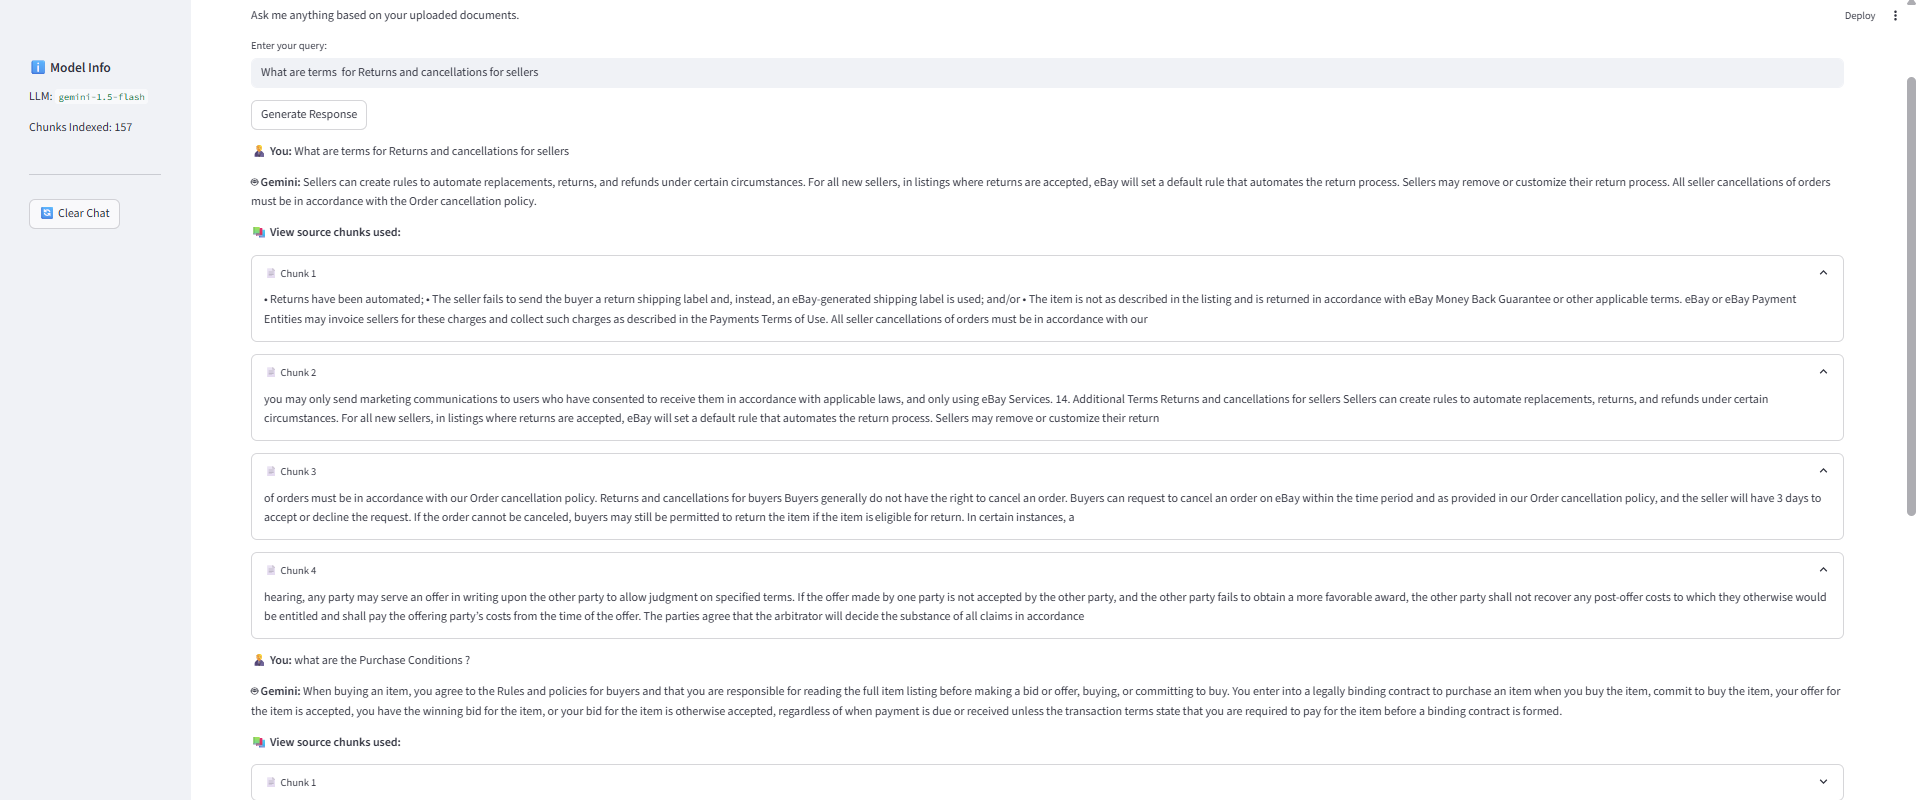 Ask me anything based on your uploaded documents.
Deploy
Model Info
LLM: gemini-1.5-flash
Chunks Indexed: 157
Clear Chat
Enter your query:
What are terms  for Returns and cancellations for sellers
Generate Response
You: What are terms for Returns and cancellations for sellers
Gemini: Sellers can create rules to automate replacements, returns, and refunds under certain circumstances. For all new sellers, in listings where returns are accepted, eBay will set a default rule that automates the return process. Sellers may remove or customize their return process. All seller cancellations of orders
must be in accordance with the Order cancellation policy.
View source chunks used:
Chunk 1
• Returns have been automated; • The seller fails to send the buyer a return shipping label and, instead, an eBay-generated shipping label is used; and/or • The item is not as described in the listing and is returned in accordance with eBay Money Back Guarantee or other applicable terms. eBay or eBay Payment
Entities may invoice sellers for these charges and collect such charges as described in the Payments Terms of Use. All seller cancellations of orders must be in accordance with our
Chunk 2
you may only send marketing communications to users who have consented to receive them in accordance with applicable laws, and only using eBay Services. 14. Additional Terms Returns and cancellations for sellers Sellers can create rules to automate replacements, returns, and refunds under certain
circumstances. For all new sellers, in listings where returns are accepted, eBay will set a default rule that automates the return process. Sellers may remove or customize their return
Chunk 3
of orders must be in accordance with our Order cancellation policy. Returns and cancellations for buyers Buyers generally do not have the right to cancel an order. Buyers can request to cancel an order on eBay within the time period and as provided in our Order cancellation policy, and the seller will have 3 days to
accept or decline the request. If the order cannot be canceled, buyers may still be permitted to return the item if the item is eligible for return. In certain instances, a
Chunk 4
hearing, any party may serve an offer in writing upon the other party to allow judgment on specified terms. If the offer made by one party is not accepted by the other party, and the other party fails to obtain a more favorable award, the other party shall not recover any post-offer costs to which they otherwise would
be entitled and shall pay the offering party’s costs from the time of the offer. The parties agree that the arbitrator will decide the substance of all claims in accordance
You: what are the Purchase Conditions ?
Gemini: When buying an item, you agree to the Rules and policies for buyers and that you are responsible for reading the full item listing before making a bid or offer, buying, or committing to buy. You enter into a legally binding contract to purchase an item when you buy the item, commit to buy the item, your offer for
the item is accepted, you have the winning bid for the item, or your bid for the item is otherwise accepted, regardless of when payment is due or received unless the transaction terms state that you are required to pay for the item before a binding contract is formed.
View source chunks used:
Chunk 1